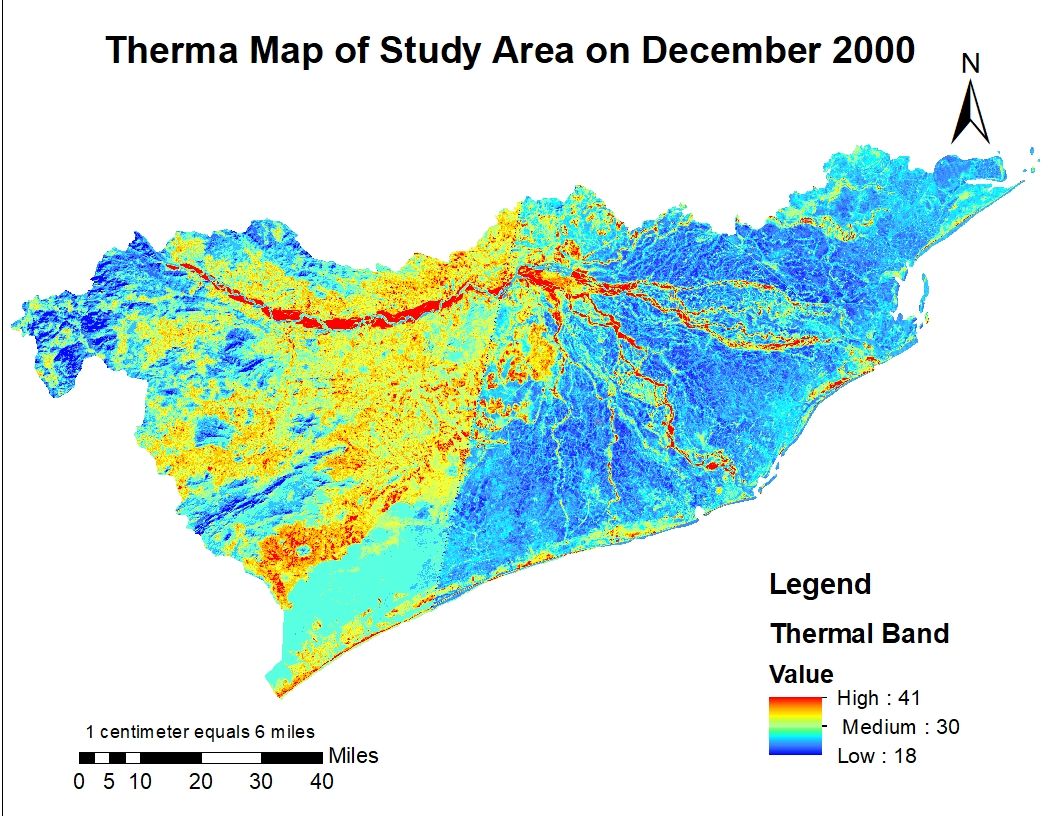 Therma Map of Study Area on December 2000
N
Legend
Thermal Band
Value
High : 41
Medium : 30
Low : 18
1 centimeter equals 6 miles
Miles
0 5 10 20 30 40